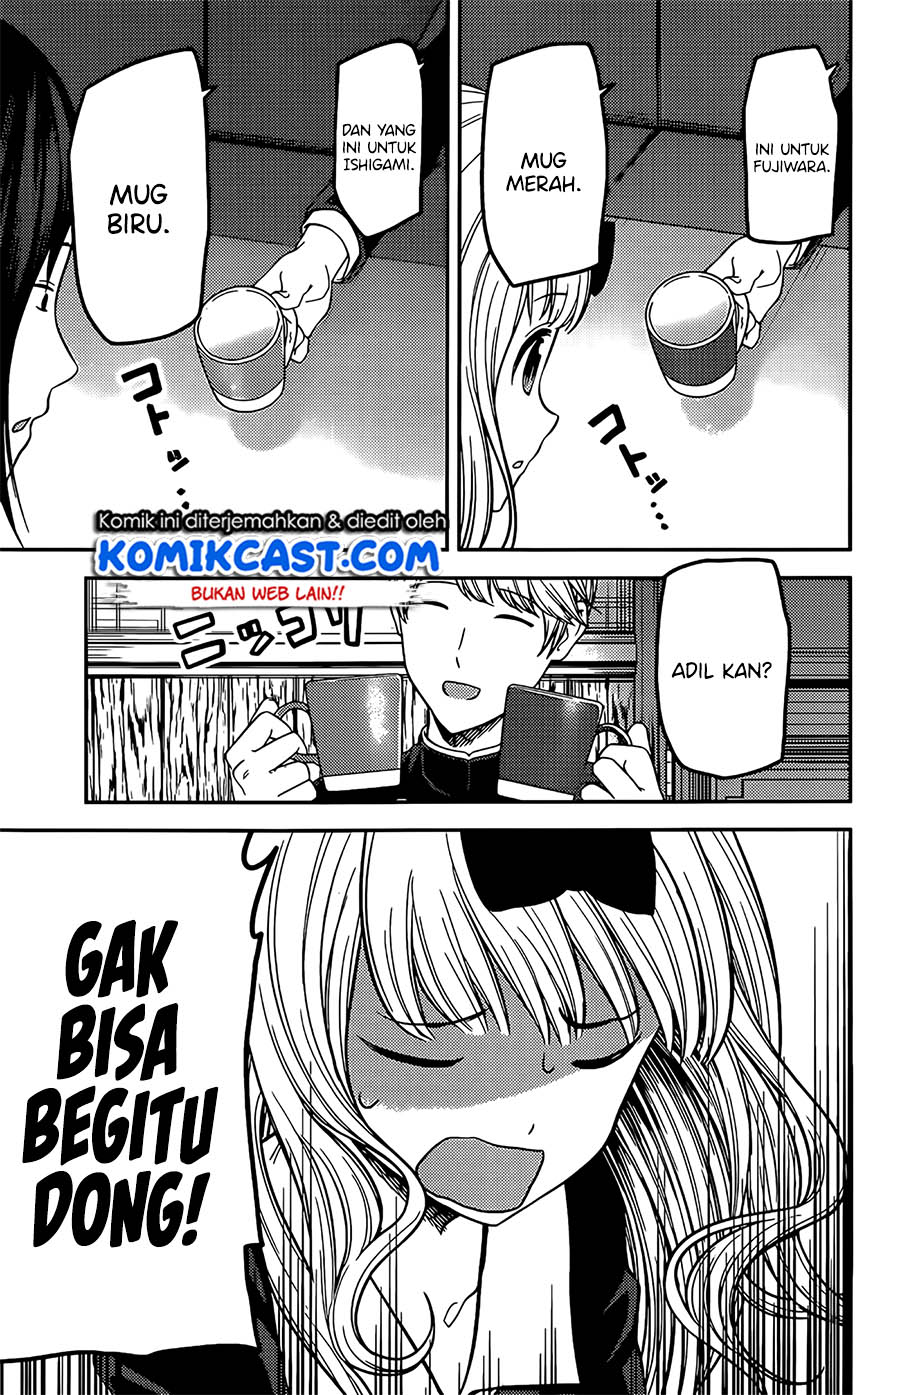 INI UNTUK
FUJIWARA.
MUG
MERAH.
コトッ…
DAN YANG
INI UNTUK
ISHIGAMI.
MUG
BIRU.
コトッ…
Komik ini diterjemahkan & diedit oleh
KOMIKCAST.COM
BUKAN WEB LAIN!!
ADIL KAN?
ニッコリ
GAK
BISA
BEGITU
DONG!